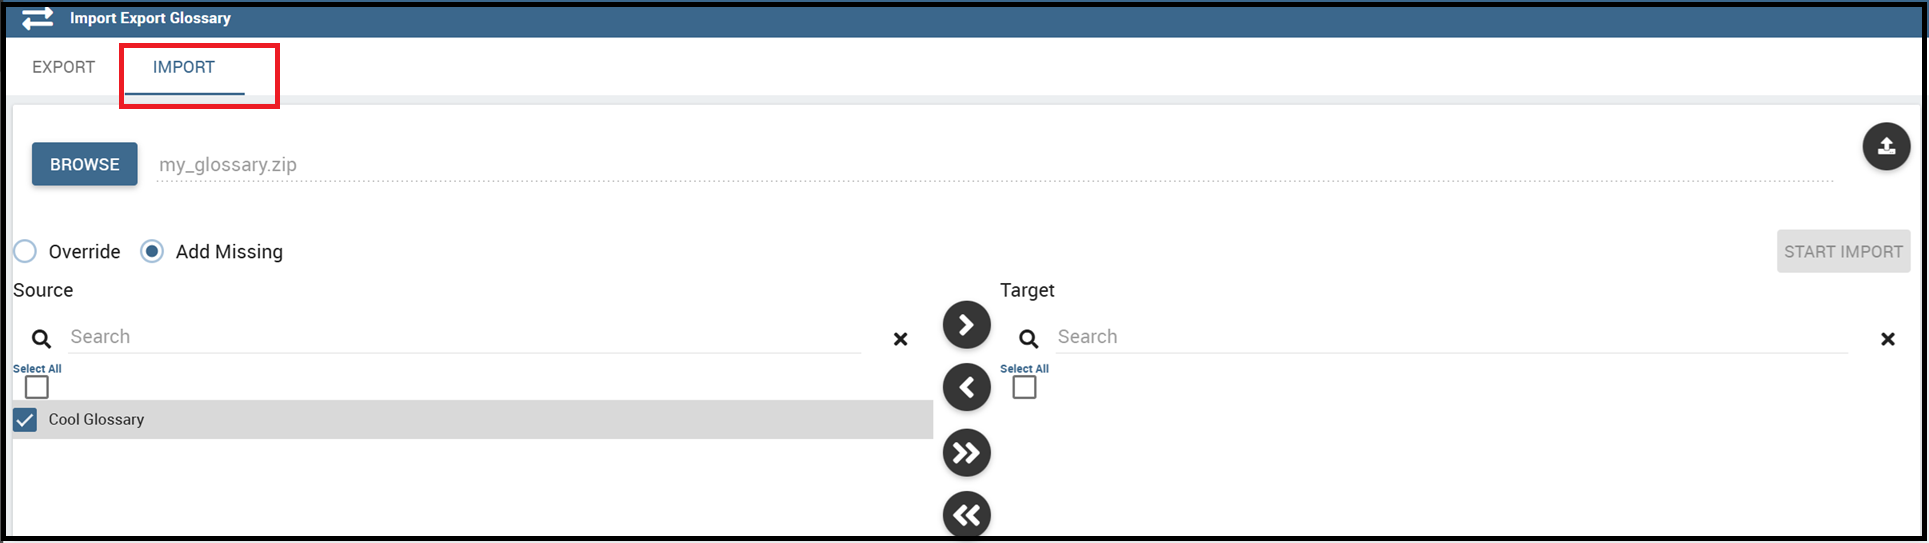 Import Export Glossary
EXPORT IMPORT
BROWSE my_glossary.zip
Override Add Missing START IMPORT
Source Target
Search Search
Select All Select All
Cool Glossary